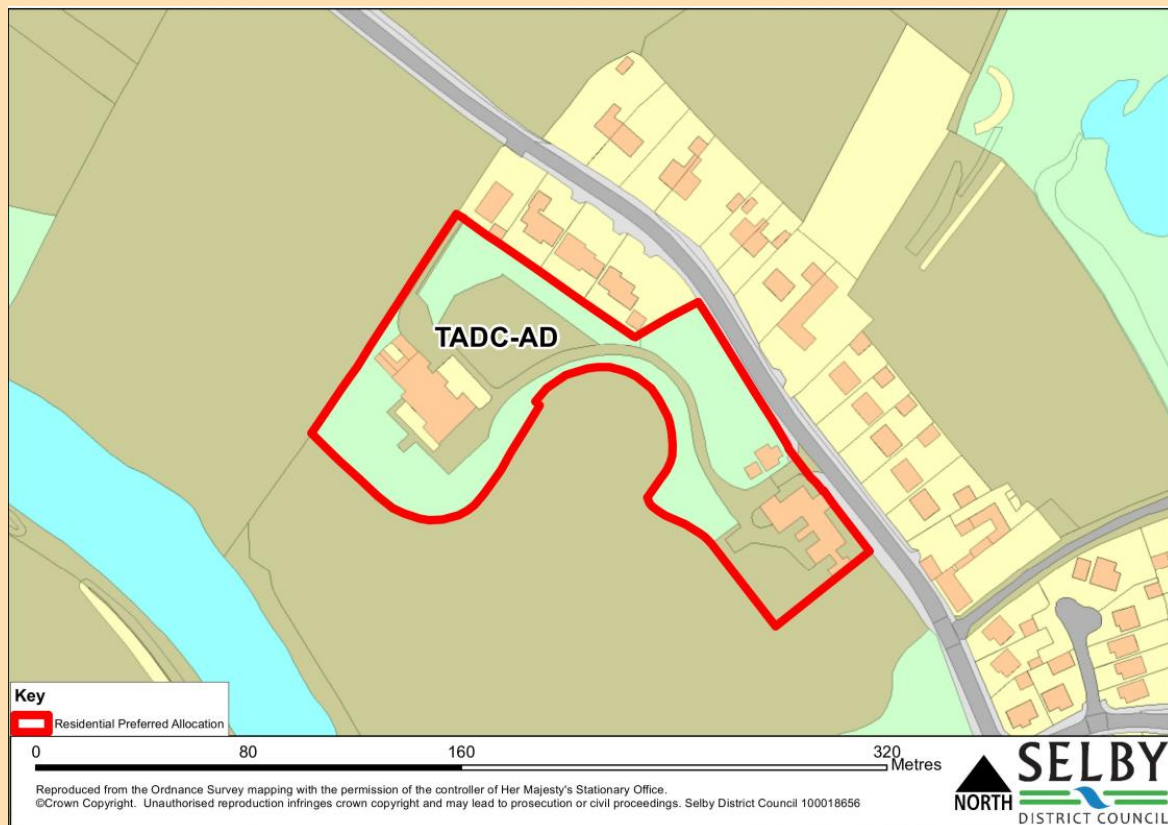 TADC-AD
Key
Residential Preferred Allocation
0 80 160 320
Metres
Reproduced from the Ordnance Survey mapping with the permission of the controller of Her Majesty's Stationary Office.
©Crown Copyright. Unauthorised reproduction infringes crown copyright and may lead to prosecution or civil proceedings. Selby District Council 100018656
NORTH
SELBY
DISTRICT COUNCIL